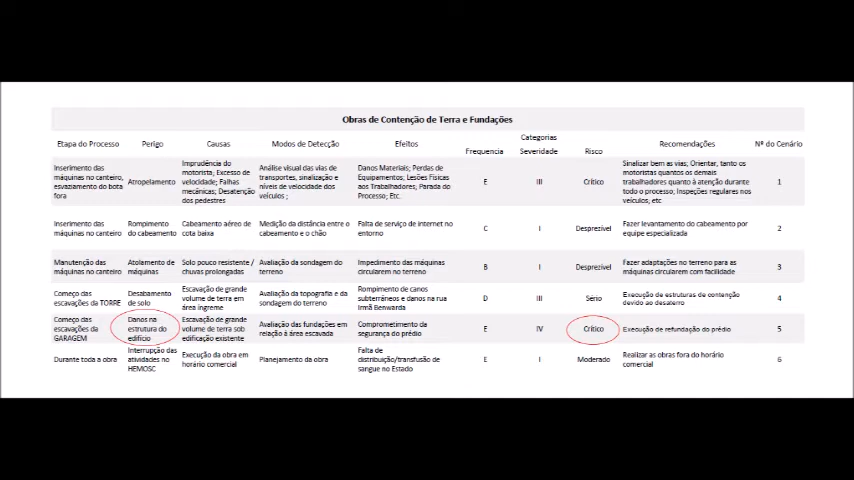 Obras de Contenção de Terra e Fundações
Categorias
Etapa do Processo Perigo Causas Modos de Detecção Efeitos Frequencia Severidade Risco Recomendações Nº do Cenário
Inserimento das
máquinas no canteiro,
esvaziamento do bota
fora
Atropelamento
Imprudência do
motorista; Excesso de
velocidade; Falhas
mecânicas; Desatenção
dos pedestres
Análise visual das vias de
transportes, sinalização e
níveis de velocidade dos
veículos ;
Danos Materiais; Perdas de
Equipamentos; Lesões Físicas
aos Trabalhadores; Parada do
Processo; Etc.
E
III
Crítico
Sinalizar bem as vias; Orientar, tanto os
motoristas quantos os demais
trabalhadores quanto à atenção durante
todo o processo; Inspeções regulares nos
veículos, etc
1
Inserimento das
máquinas no canteiro
Rompimento
do cabeamento
Cabeamento aéreo de
cota baixa
Medição da distância entre o
cabeamento e o chão
Falta de serviço de internet no
entorno
C
I
Desprezível
Fazer levantamento do cabeamento por
equipe especializada
2
Manutenção das
máquinas no canteiro
Atolamento de
máquinas
Solo pouco resistente /
chuvas prolongadas
Avaliação da sondagem do
terreno
Impedimento das máquinas
circularem no terreno
B
I
Desprezível
Fazer adaptações no terreno para as
máquinas circularem com facilidade
3
Começo das
escavações da TORRE
Desabamento
de solo
Escavação de grande
volume de terra em
área íngreme
Avaliação da topografia e da
sondagem do terreno
Rompimento de canos
subterrâneos e danos na rua
Irmã Benwarda
D
III
Sério
Execução de estruturas de contenção
devido ao desaterro
4
Começo das
escavações da
GARAGEM
Danos na
estrutura do
edifício
Escavação de grande
volume de terra sob
edificação existente
Avaliação das fundações em
relação à área escavada
Comprometimento da
segurança do prédio
E
IV
Crítico
Execução de refundação do prédio
5
Durante toda a obra
Interrupção das
atividades no
HEMOSC
Execução da obra em
horário comercial
Planejamento da obra
Falta de
distribuição/transfusão de
sangue no Estado
E
I
Moderado
Realizar as obras fora do horário
comercial
6